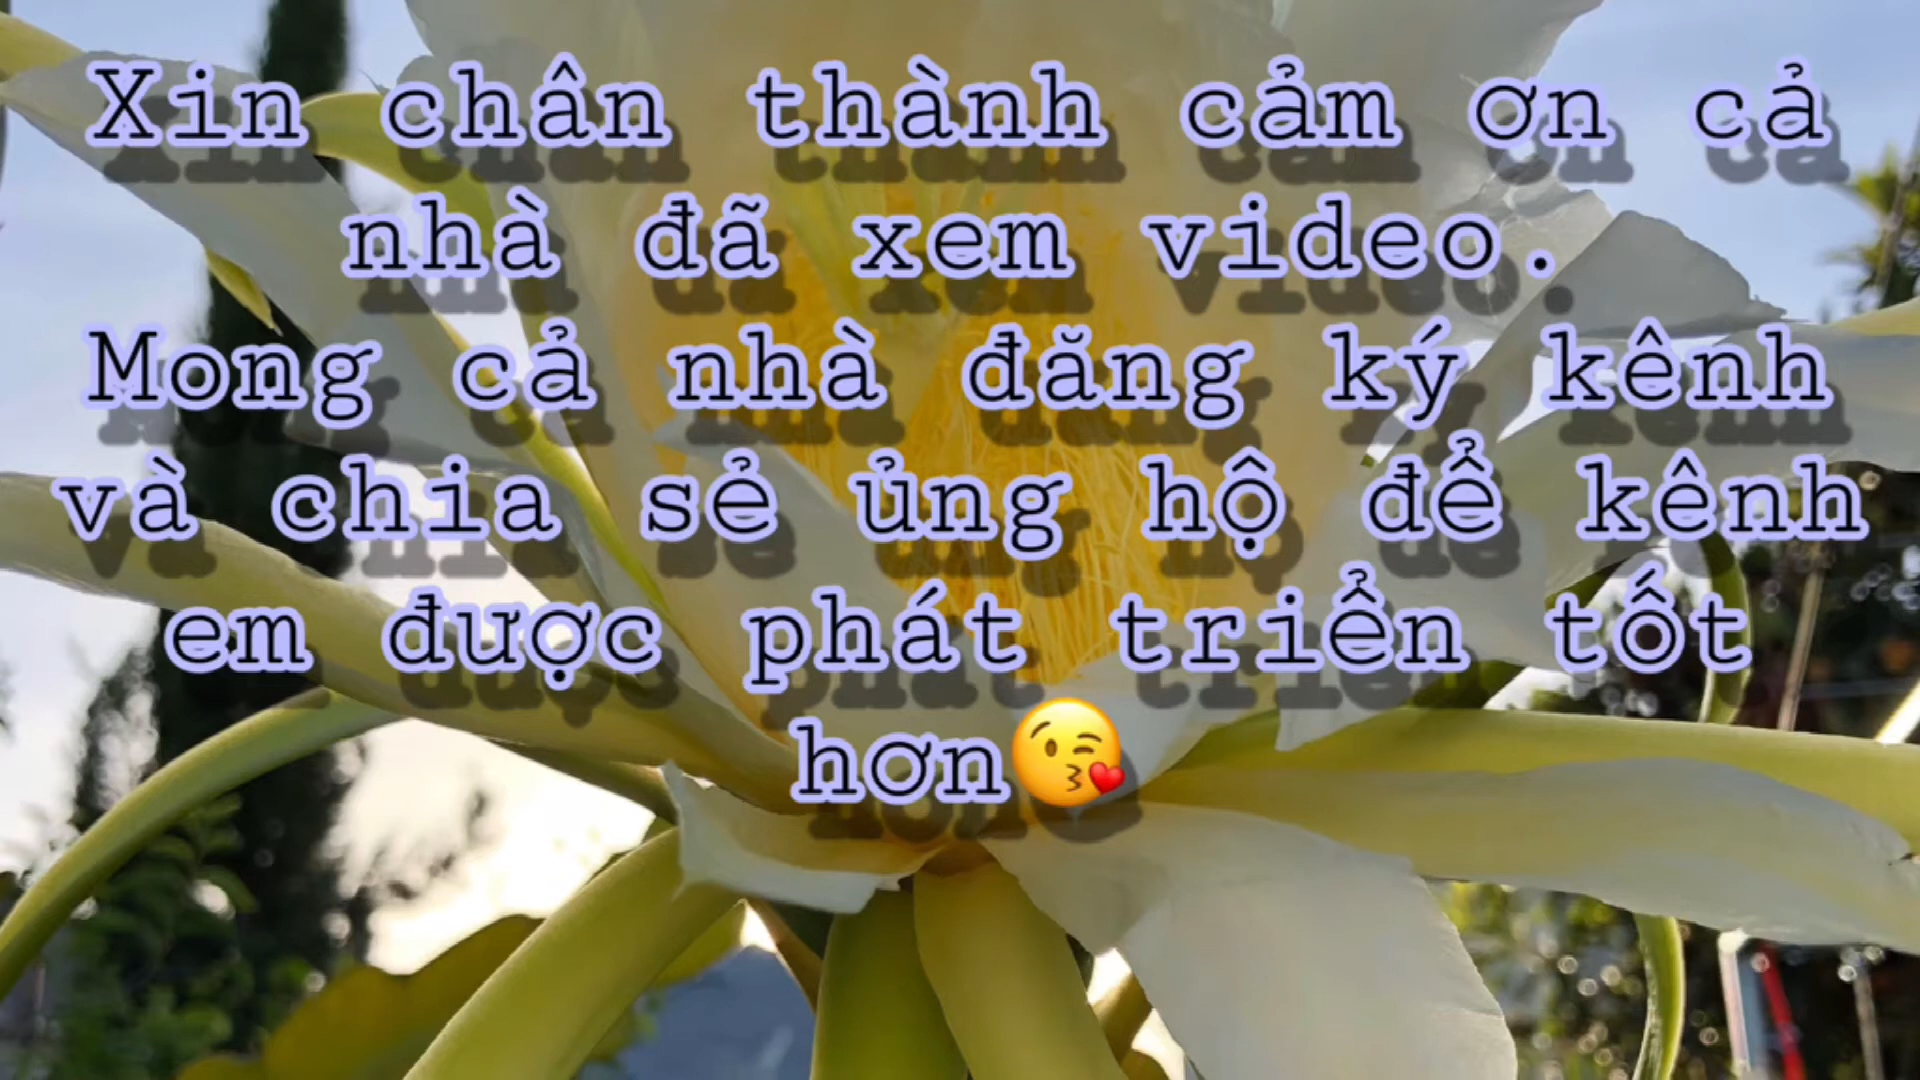 Xin chân thành cảm ơn cả
nhà đã xem video.
Mong cả nhà đăng ký kênh
và chia sẻ ủng hộ để kênh
em được phát triển tốt
hơn😘